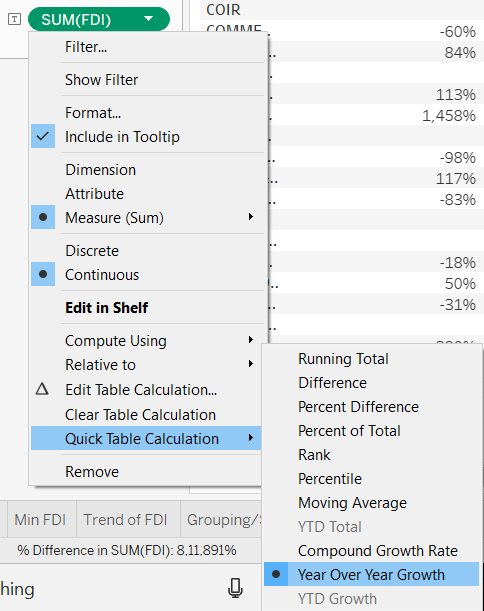 T SUM(FDI)
COIR
COMME..
-60%
84%
113%
1,458%
-98%
117%
-83%
-18%
50%
-31%
Filter...
Show Filter
Format...
Include in Tooltip
Dimension
Attribute
Measure (Sum)
Discrete
Continuous
Edit in Shelf
Compute Using
Relative to
Edit Table Calculation...
Clear Table Calculation
Quick Table Calculation
Remove
Running Total
Difference
Percent Difference
Percent of Total
Rank
Percentile
Moving Average
YTD Total
Compound Growth Rate
Year Over Year Growth
YTD Growth
Min FDI Trend of FDI Grouping/
% Difference in SUM(FDI): 8,11,891%
hing